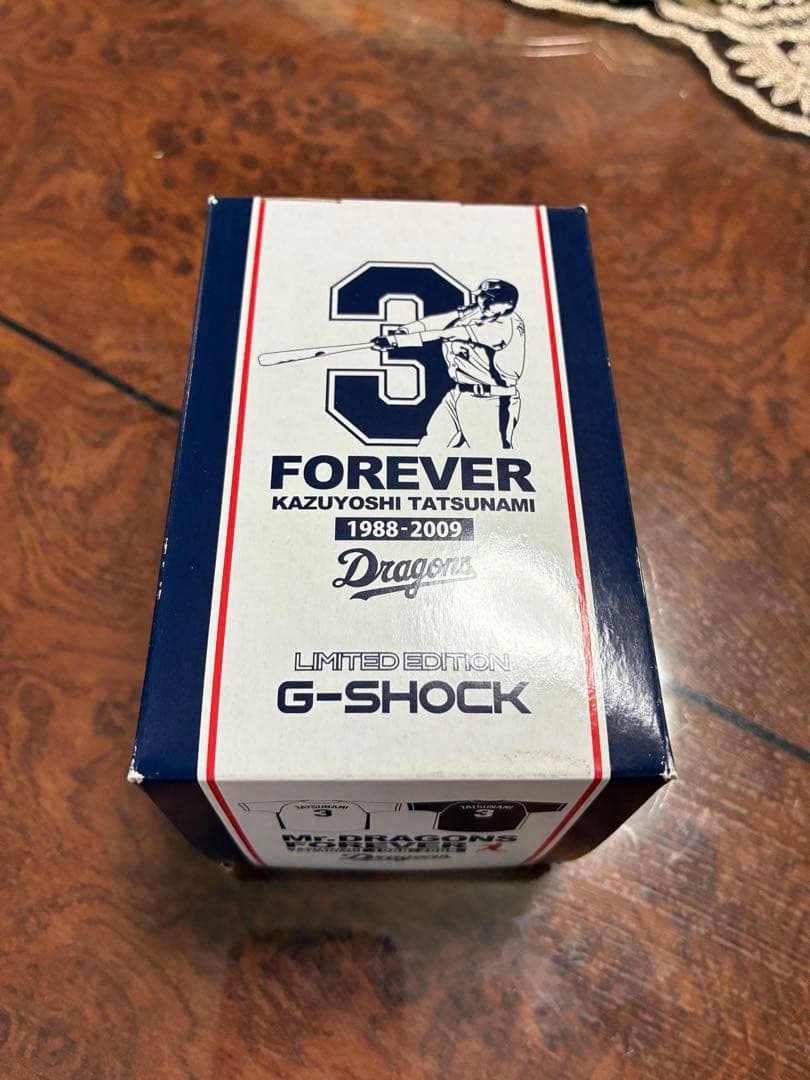 3
FOREVER
KAZUYOSHI TATSUNAMI
1988-2009
Dragons
LIMITED EDITION
G-SHOCK
TATSUNAMI TATSUNAMI
3 3
Mr.DRAGONS
FOREVER
Dragons